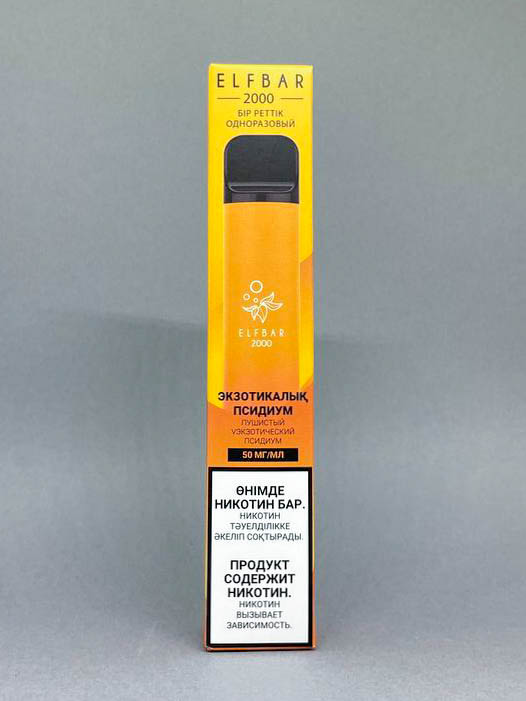 ELFBAR
2000
БІР РЕТТІК
ОДНОРАЗОВЫЙ
ELFBAR
2000
ЭКЗОТИКАЛЫҚ
ПСИДИУМ
ПУШИСТЫЙ
VЭКЗОТИЧЕСКИЙ
ПСИДИУМ
50 МГ/МЛ
ӨНІМДЕ
НИКОТИН БАР.
НИКОТИН
ТӘУЕЛДІЛІККЕ
ӘКЕЛІП СОҚТЫРАДЫ.
ПРОДУКТ
СОДЕРЖИТ
НИКОТИН.
НИКОТИН
ВЫЗЫВАЕТ
ЗАВИСИМОСТЬ.